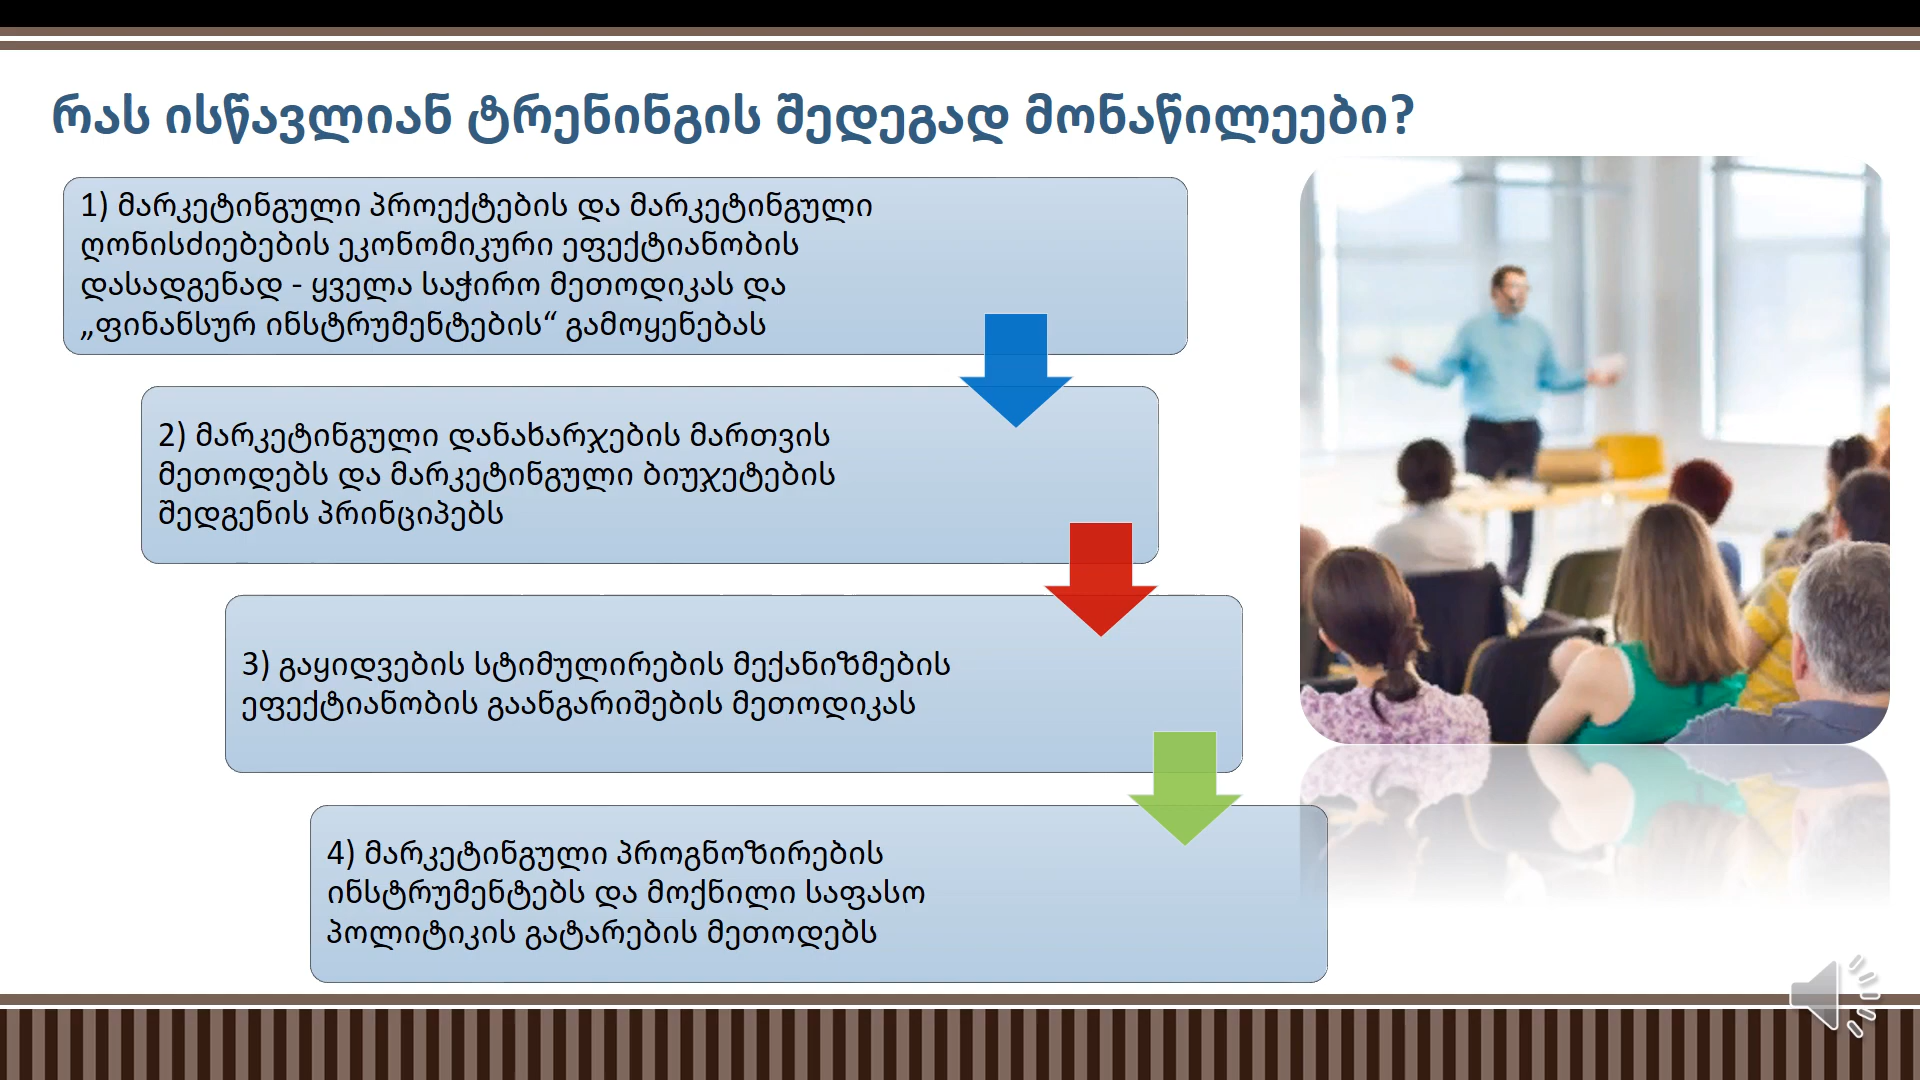 რას ისწავლიან ტრენინგის შედეგად მონაწილეები?
1) მარკეტინგული პროექტების და მარკეტინგული
ღონისძიებების ეკონომიკური ეფექტიანობის
დასადგენად - ყველა საჭირო მეთოდიკას და
„ფინანსურ ინსტრუმენტების“ გამოყენებას
2) მარკეტინგული დანახარჯების მართვის
მეთოდებს და მარკეტინგული ბიუჯეტების
შედგენის პრინციპებს
3) გაყიდვების სტიმულირების მექანიზმების
ეფექტიანობის გაანგარიშების მეთოდიკას
4) მარკეტინგული პროგნოზირების
ინსტრუმენტებს და მოქნილი საფასო
პოლიტიკის გატარების მეთოდებს